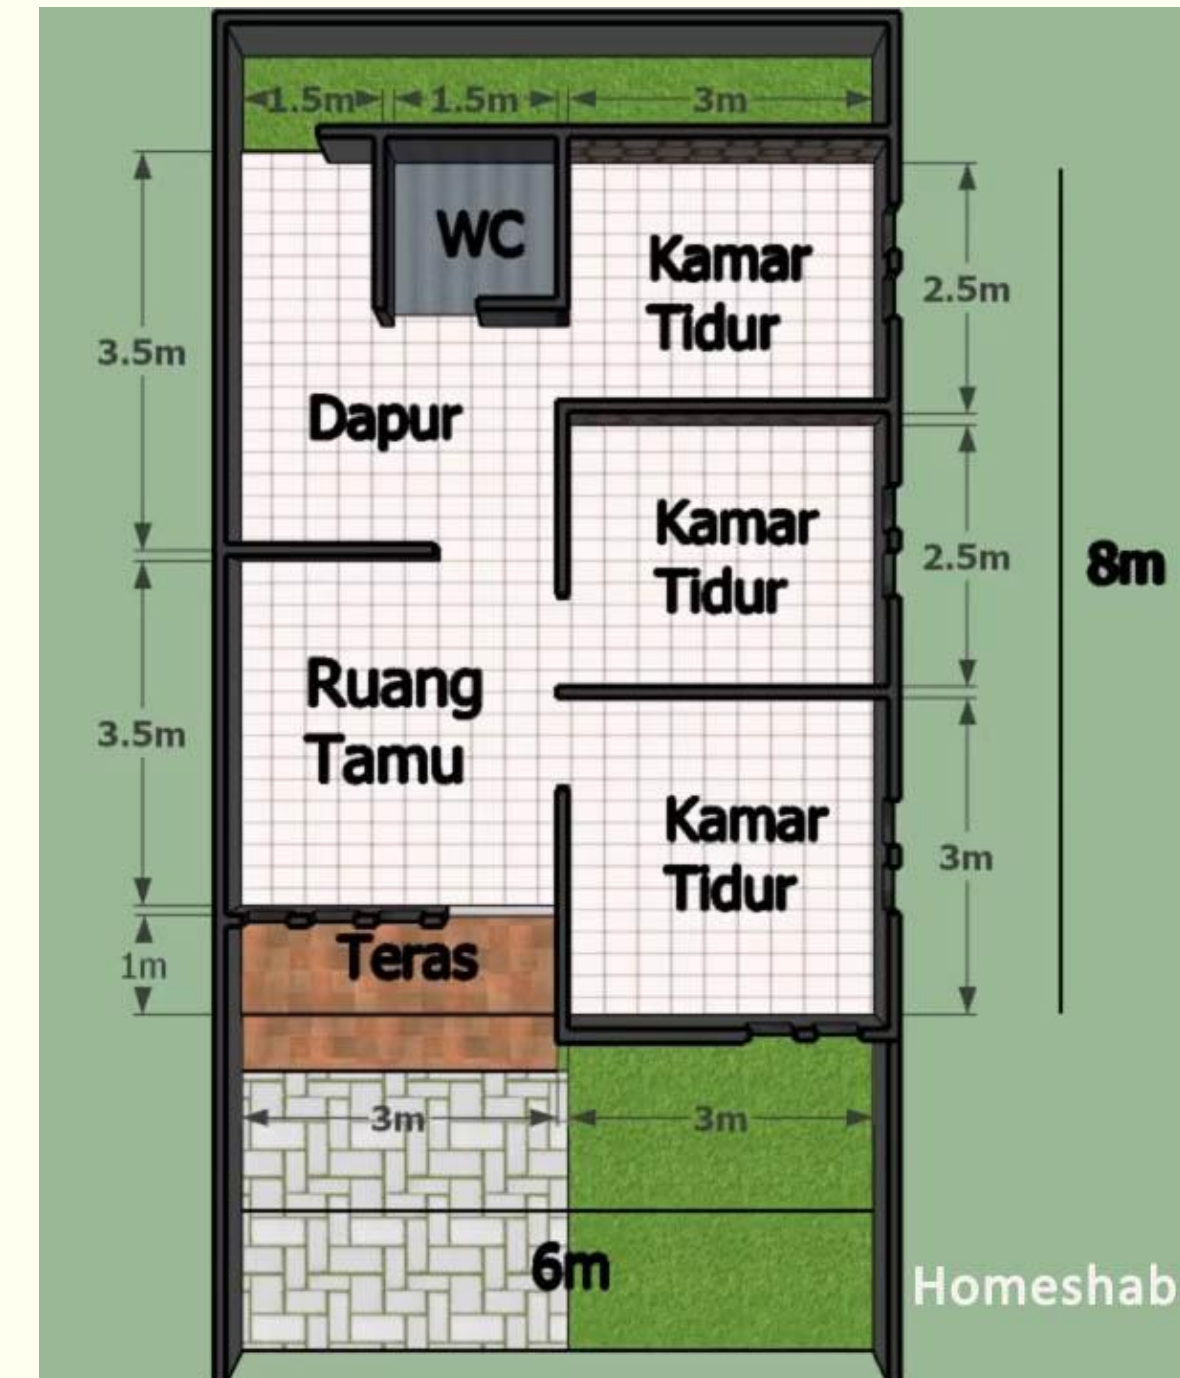 1.5m
1.5m
3m
WC
Kamar
Tidur
2.5m
3.5m
Dapur
Kamar
Tidur
2.5m
8m
Ruang
Tamu
3.5m
Kamar
Tidur
3m
Teras
1m
3m
3m
6m
Homeshab